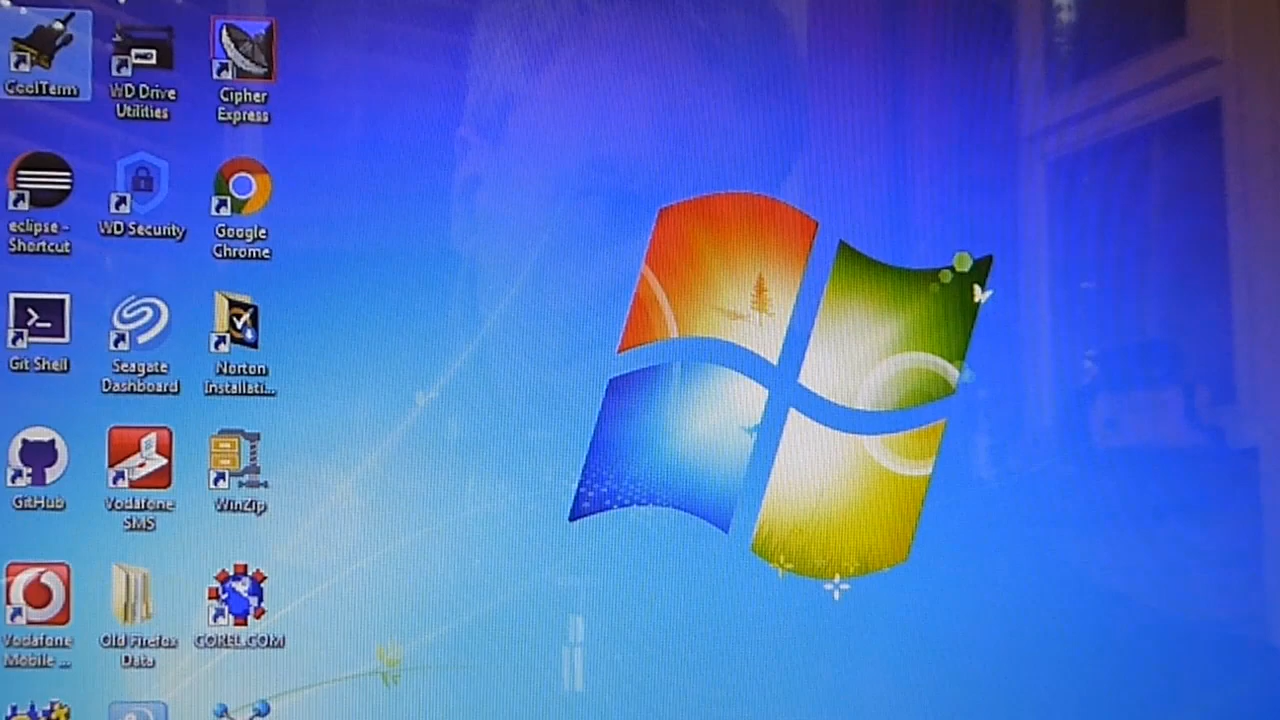 CoolTerm
WD Drive
Utilities
Cipher
Express
eclipse -
Shortcut
WD Security
Google
Chrome
Git Shell
Seagate
Dashboard
Norton
Installati...
GitHub
Vodafone
SMS
WinZip
Vodafone
Mobile ...
Old Firefox
Data
COREL.COM